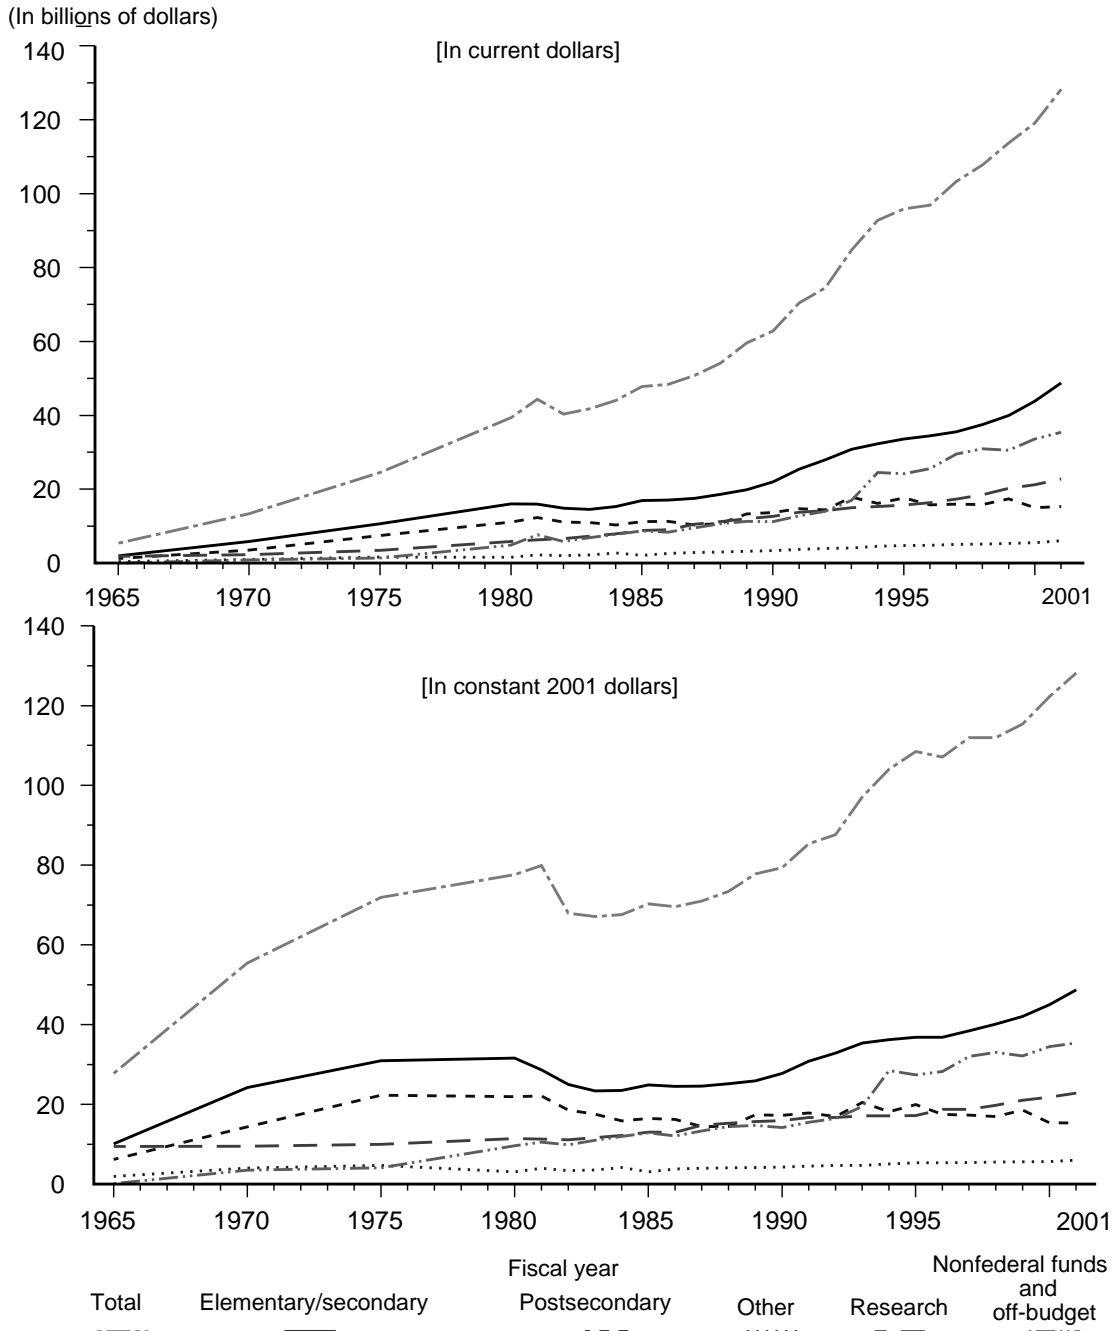 (In billions of dollars)
[In current dollars]
140
120
100
80
60
40
20
0
1965 1970 1975 1980 1985 1990 1995 2001
[In constant 2001 dollars]
140
120
100
80
60
40
20
0
1965 1970 1975 1980 1985 1990 1995 2001
Fiscal year
Total Elementary/secondary Postsecondary Other Research Nonfederal funds
and
off-budget